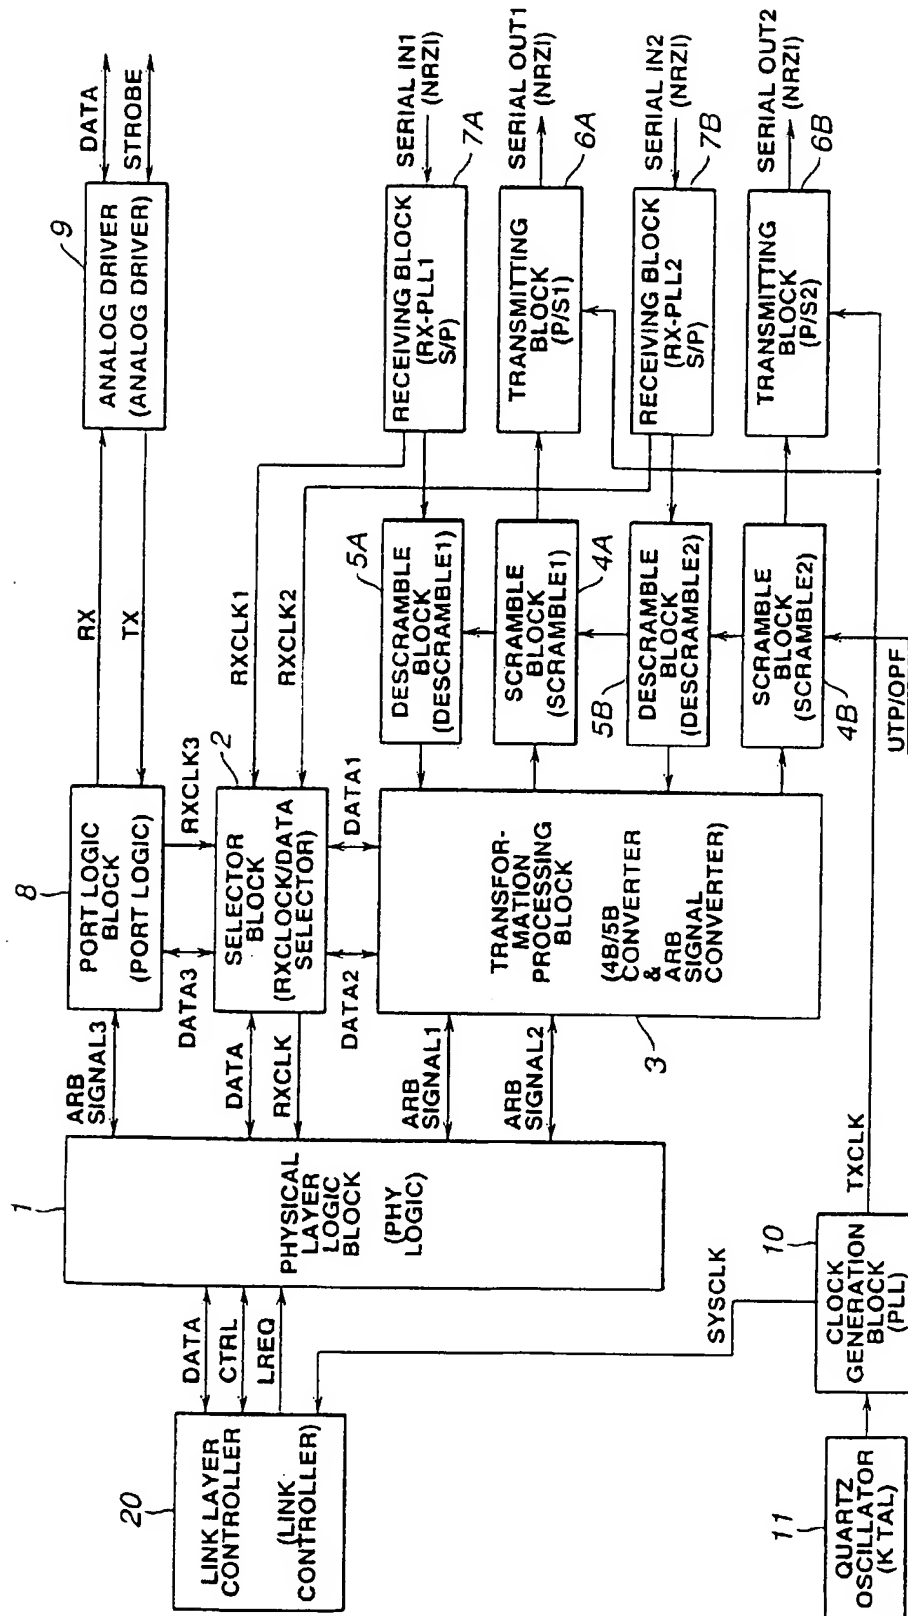 20
LINK LAYER
CONTROLLER
(LINK
CONTROLLER)
DATA
CTRL
LREQ
SYSCLK
11
QUARTZ
OSCILLATOR
(K TAL)
10
CLOCK
GENERATION
BLOCK
(PLL)
TXCLK
1
PHYSICAL
LAYER
LOGIC
BLOCK
(PHY
LOGIC)
ARB
SIGNAL3
DATA
RXCLK
ARB
SIGNAL1
ARB
SIGNAL2
8
PORT LOGIC
BLOCK
(PORT LOGIC)
DATA3
RXCLK3
2
SELECTOR
BLOCK
(RXCLOCK/DATA
SELECTOR)
DATA2
DATA1
3
TRANSFOR-
MATION
PROCESSING
BLOCK
(4B/5B
CONVERTER
&
ARB
SIGNAL
CONVERTER)
RX
TX
RXCLK1
RXCLK2
9
ANALOG DRIVER
(ANALOG DRIVER)
DATA
STROBE
5A
DESCRAMBLE
BLOCK
(DESCRAMBLE1)
4A
SCRAMBLE
BLOCK
(SCRAMBLE1)
5B
DESCRAMBLE
BLOCK
(DESCRAMBLE2)
4B
SCRAMBLE
BLOCK
(SCRAMBLE2)
UTP/OPF
RECEIVING BLOCK
(RX-PLL1
S/P)
7A
SERIAL IN1
(NRZI)
TRANSMITTING
BLOCK
(P/S1)
6A
SERIAL OUT1
(NRZI)
RECEIVING BLOCK
(RX-PLL2
S/P)
7B
SERIAL IN2
(NRZI)
TRANSMITTING
BLOCK
(P/S2)
6B
SERIAL OUT2
(NRZI)